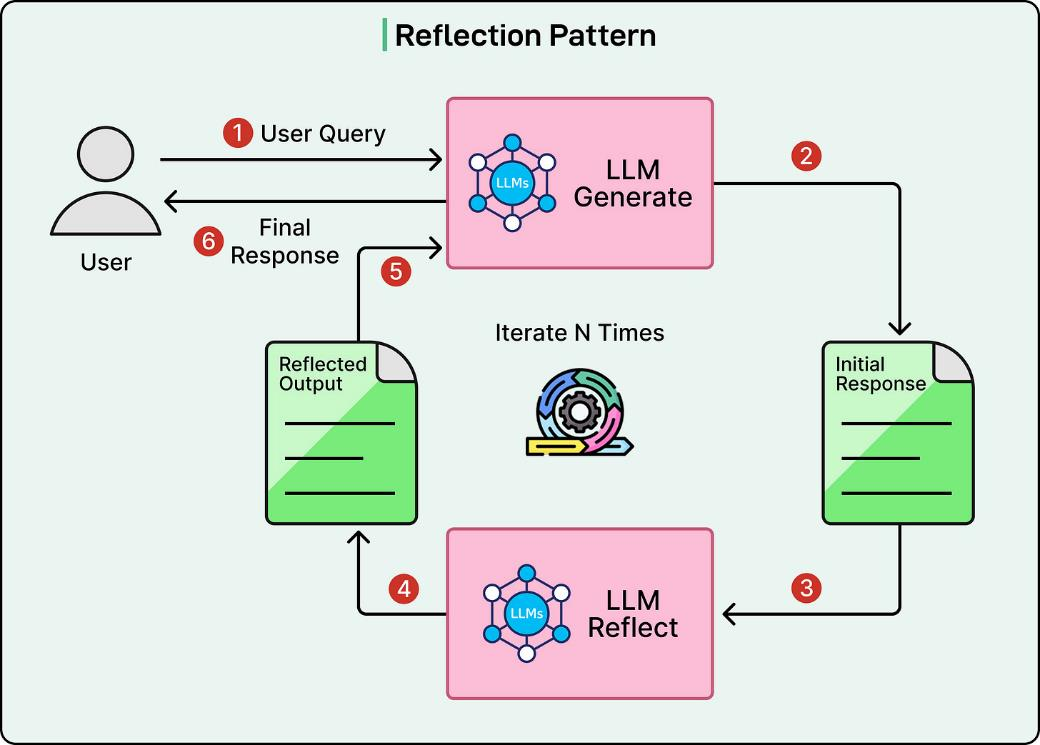 Reflection Pattern
1 User Query
2
LLMs
LLM
Generate
6 Final
Response
User
5
Iterate N Times
Reflected
Output
Initial
Response
4
3
LLMs
LLM
Reflect